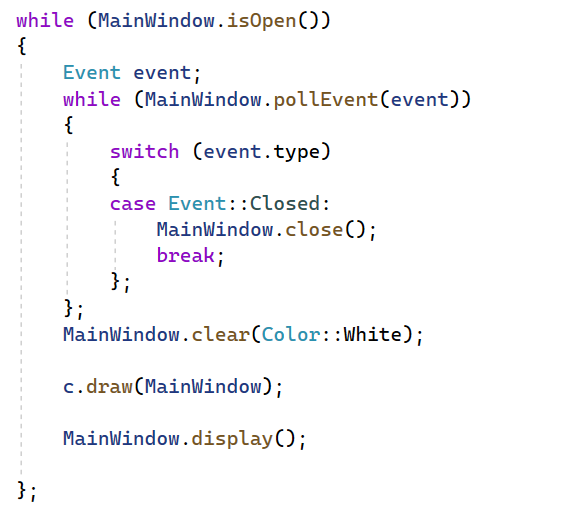 while (MainWindow.isOpen())
{
    Event event;
    while (MainWindow.pollEvent(event))
    {
        switch (event.type)
        {
        case Event::Closed:
            MainWindow.close();
            break;
        };
    };
    MainWindow.clear(Color::White);

    c.draw(MainWindow);

    MainWindow.display();

};